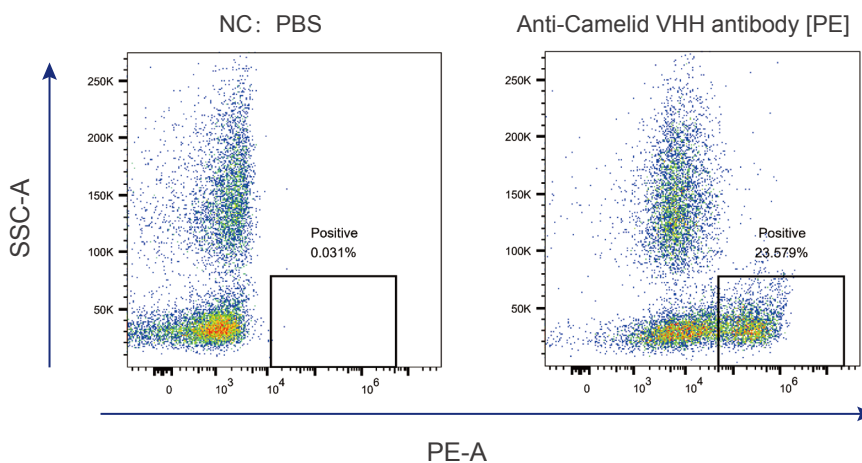 NC: PBS
Anti-Camelid VHH antibody [PE]
SSC-A
250K
200K
150K
100K
50K
Positive
0.031%
0
10³
10⁴
10⁶
250K
200K
150K
100K
50K
Positive
23.579%
0
10³
10⁴
10⁶
PE-A